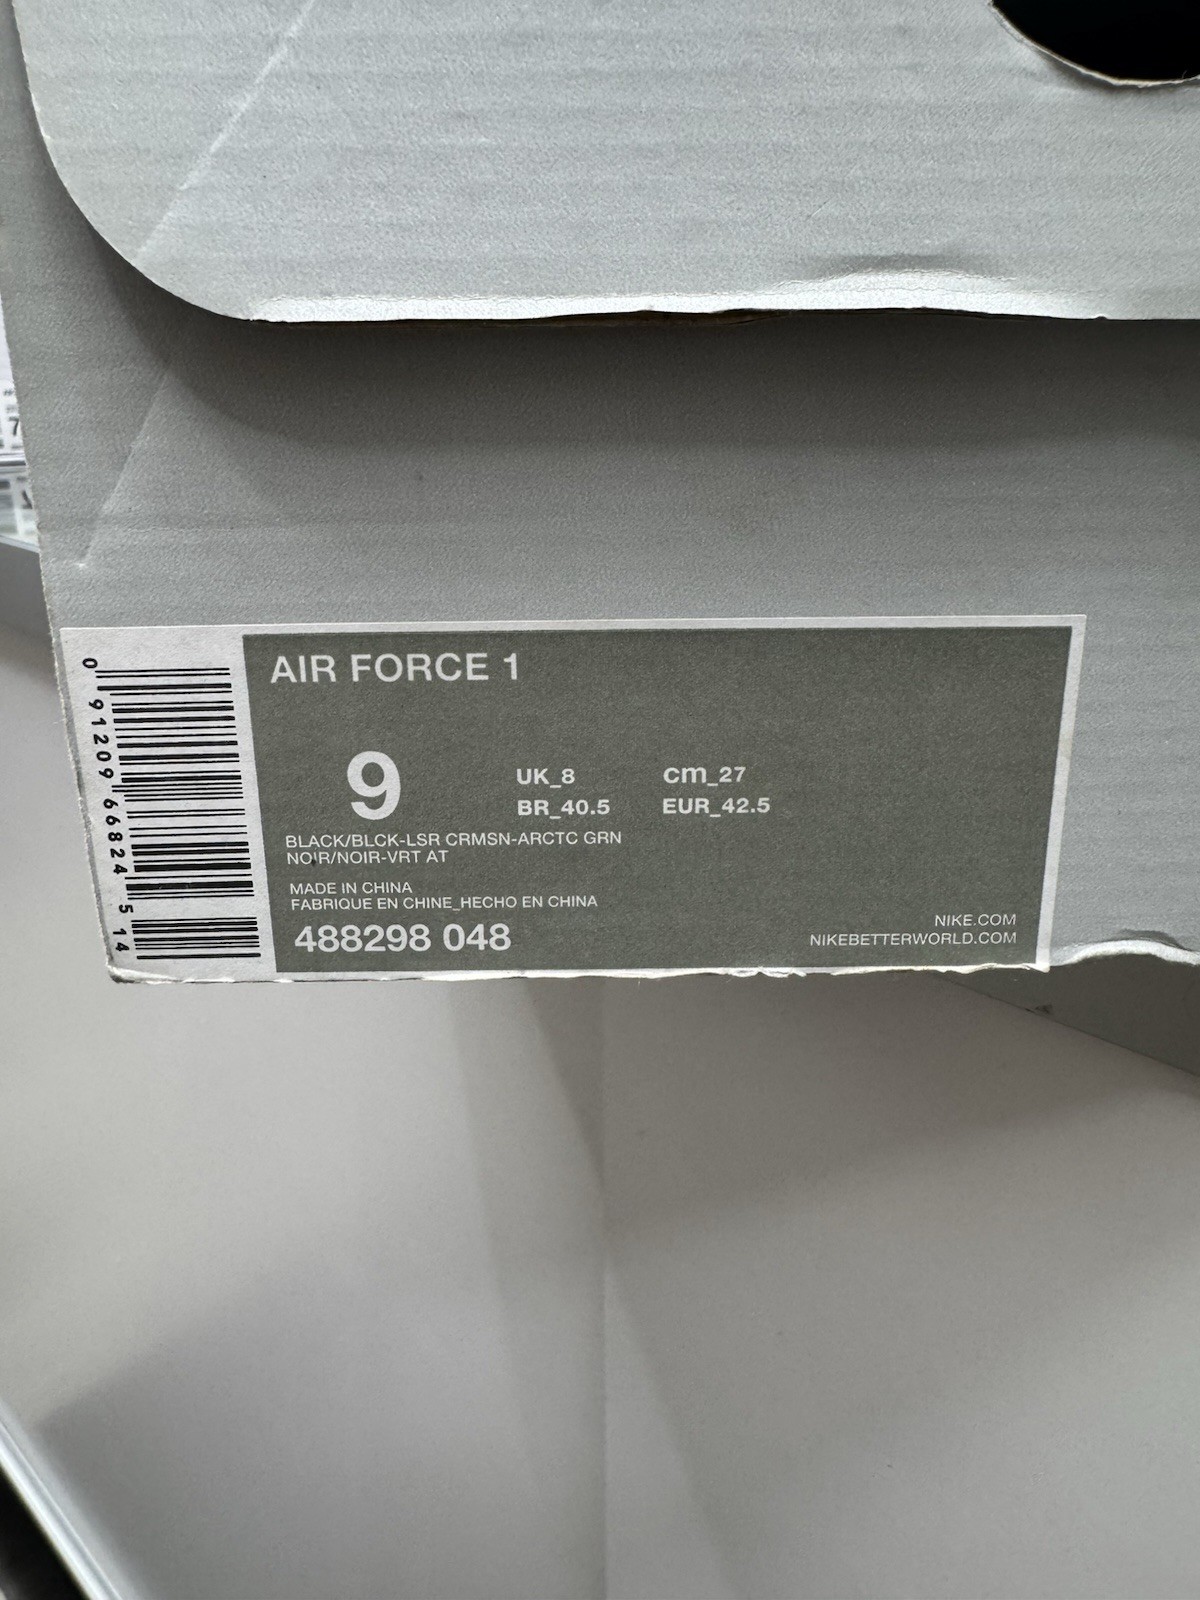 AIR FORCE 1
9
UK_8 cm_27
BR_40.5 EUR_42.5
BLACK/BLCK-LSR CRMSN-ARCTC GRN
NOIR/NOIR-VRT AT
MADE IN CHINA
FABRIQUE EN CHINE_HECHO EN CHINA
488298 048
NIKE.COM
NIKEBETTERWORLD.COM
0 91209 66824 5 14
7